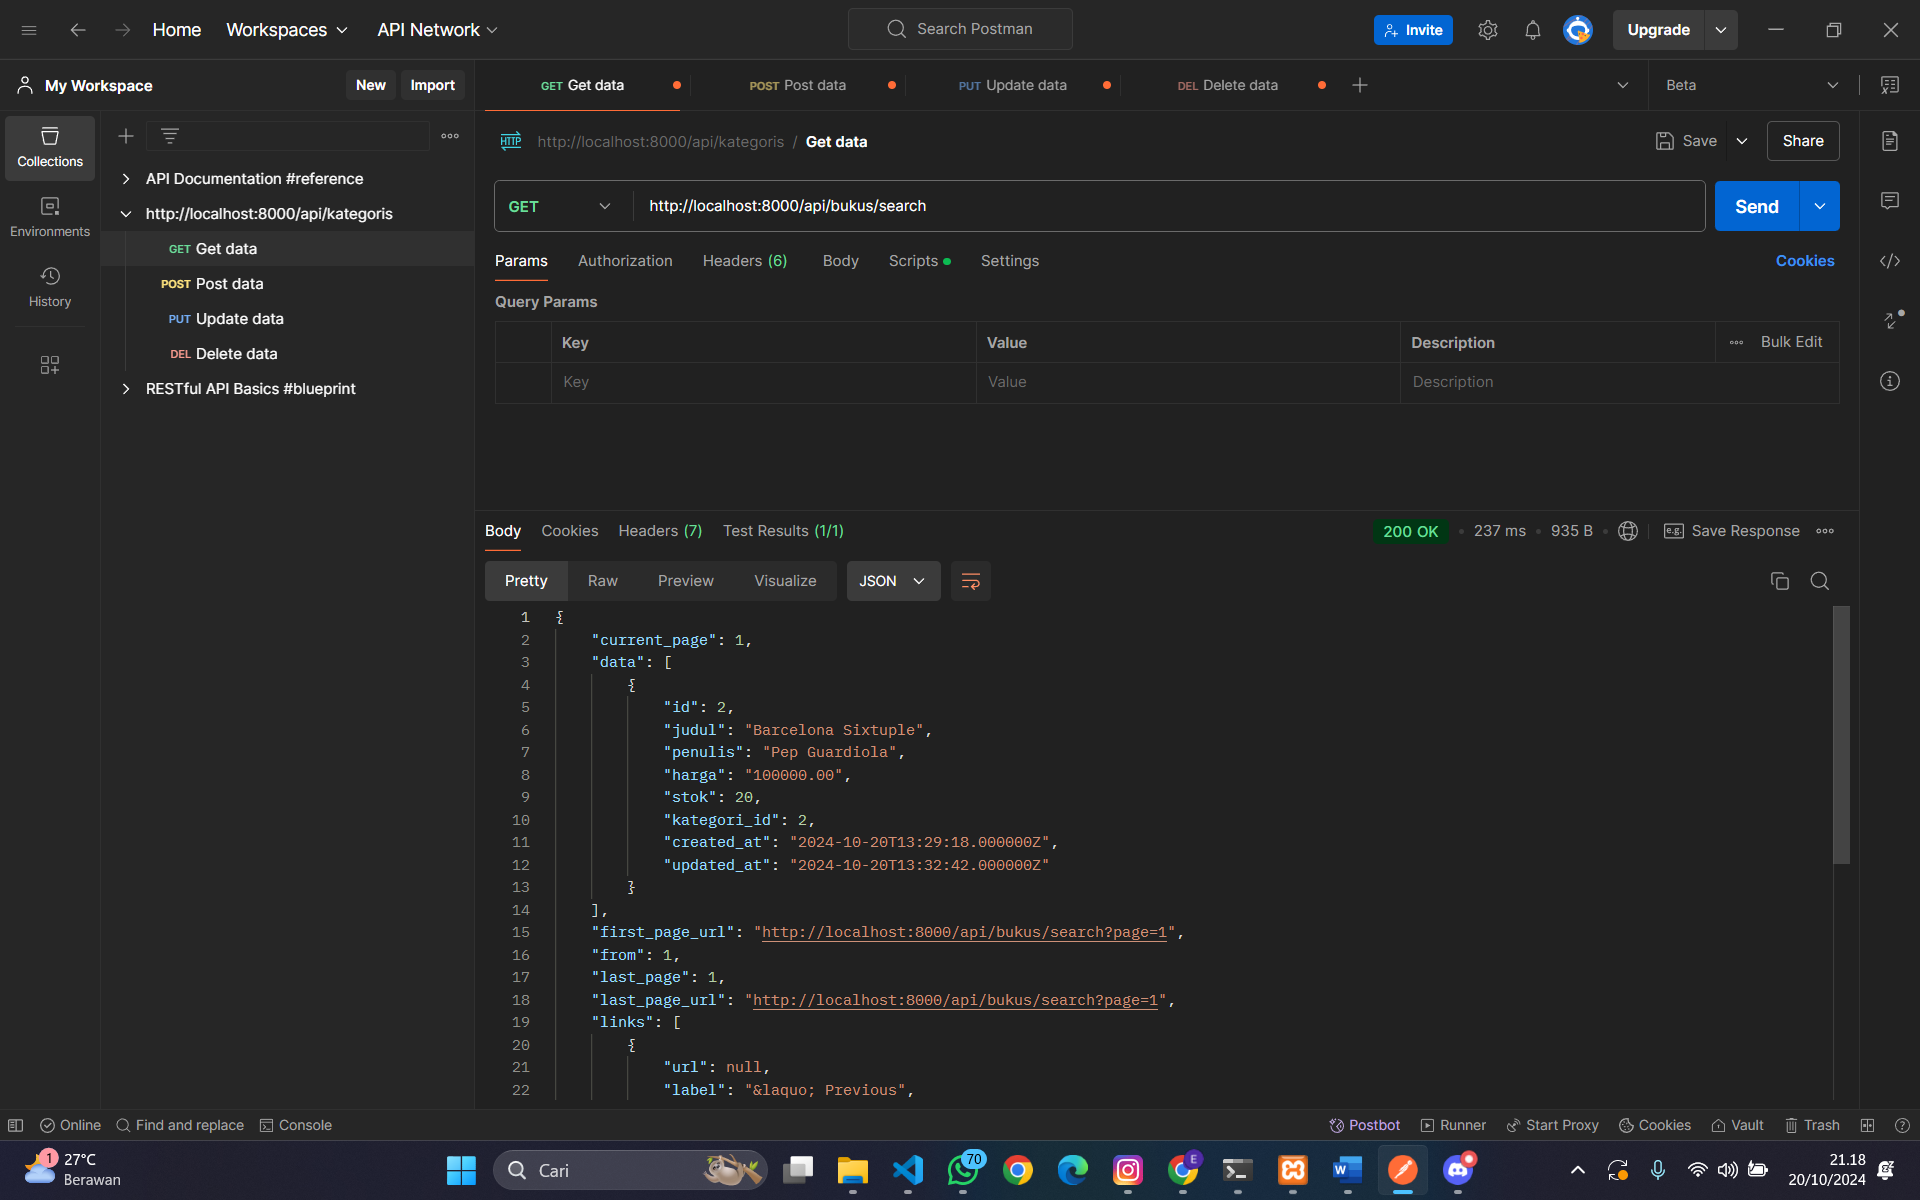 Home Workspaces API Network Search Postman Invite Upgrade
My Workspace New Import GET Get data POST Post data PUT Update data DEL Delete data Beta
Collections
Environments
History
API Documentation #reference
http://localhost:8000/api/kategoris
GET Get data
POST Post data
PUT Update data
DEL Delete data
RESTful API Basics #blueprint
HTTP http://localhost:8000/api/kategoris / Get data Save Share
GET http://localhost:8000/api/bukus/search Send
Params Authorization Headers (6) Body Scripts Settings Cookies
Query Params
Key Value Description Bulk Edit
Key Value Description
Body Cookies Headers (7) Test Results (1/1) 200 OK 237 ms 935 B e.g. Save Response
Pretty Raw Preview Visualize JSON
1 {
2 "current_page": 1,
3 "data": [
4 {
5 "id": 2,
6 "judul": "Barcelona Sixtuple",
7 "penulis": "Pep Guardiola",
8 "harga": "100000.00",
9 "stok": 20,
10 "kategori_id": 2,
11 "created_at": "2024-10-20T13:29:18.000000Z",
12 "updated_at": "2024-10-20T13:32:42.000000Z"
13 }
14 ],
15 "first_page_url": "http://localhost:8000/api/bukus/search?page=1",
16 "from": 1,
17 "last_page": 1,
18 "last_page_url": "http://localhost:8000/api/bukus/search?page=1",
19 "links": [
20 {
21 "url": null,
22 "label": "&laquo; Previous",
Online Find and replace Console Postbot Runner Start Proxy Cookies Vault Trash
1 27°C
Berawan
Cari
70
E
21.18
20/10/2024